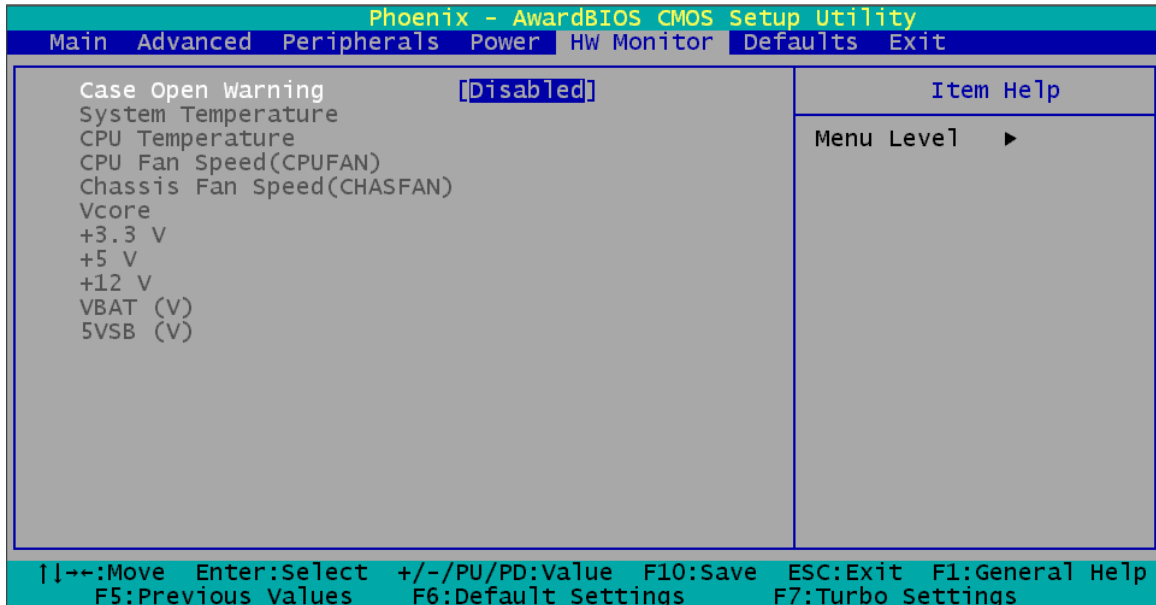 Phoenix - AwardBIOS CMOS Setup Utility
Main Advanced Peripherals Power HW Monitor Defaults Exit
Case Open Warning [Disabled]
Item Help
System Temperature
CPU Temperature
Menu Level ▶
CPU Fan Speed(CPUFAN)
Chassis Fan Speed(CHASFAN)
Vcore
+3.3 V
+5 V
+12 V
VBAT (V)
5VSB (V)
↑↓→←:Move Enter:Select +/-/PU/PD:Value F10:Save ESC:Exit F1:General Help
F5:Previous Values F6:Default Settings F7:Turbo Settings